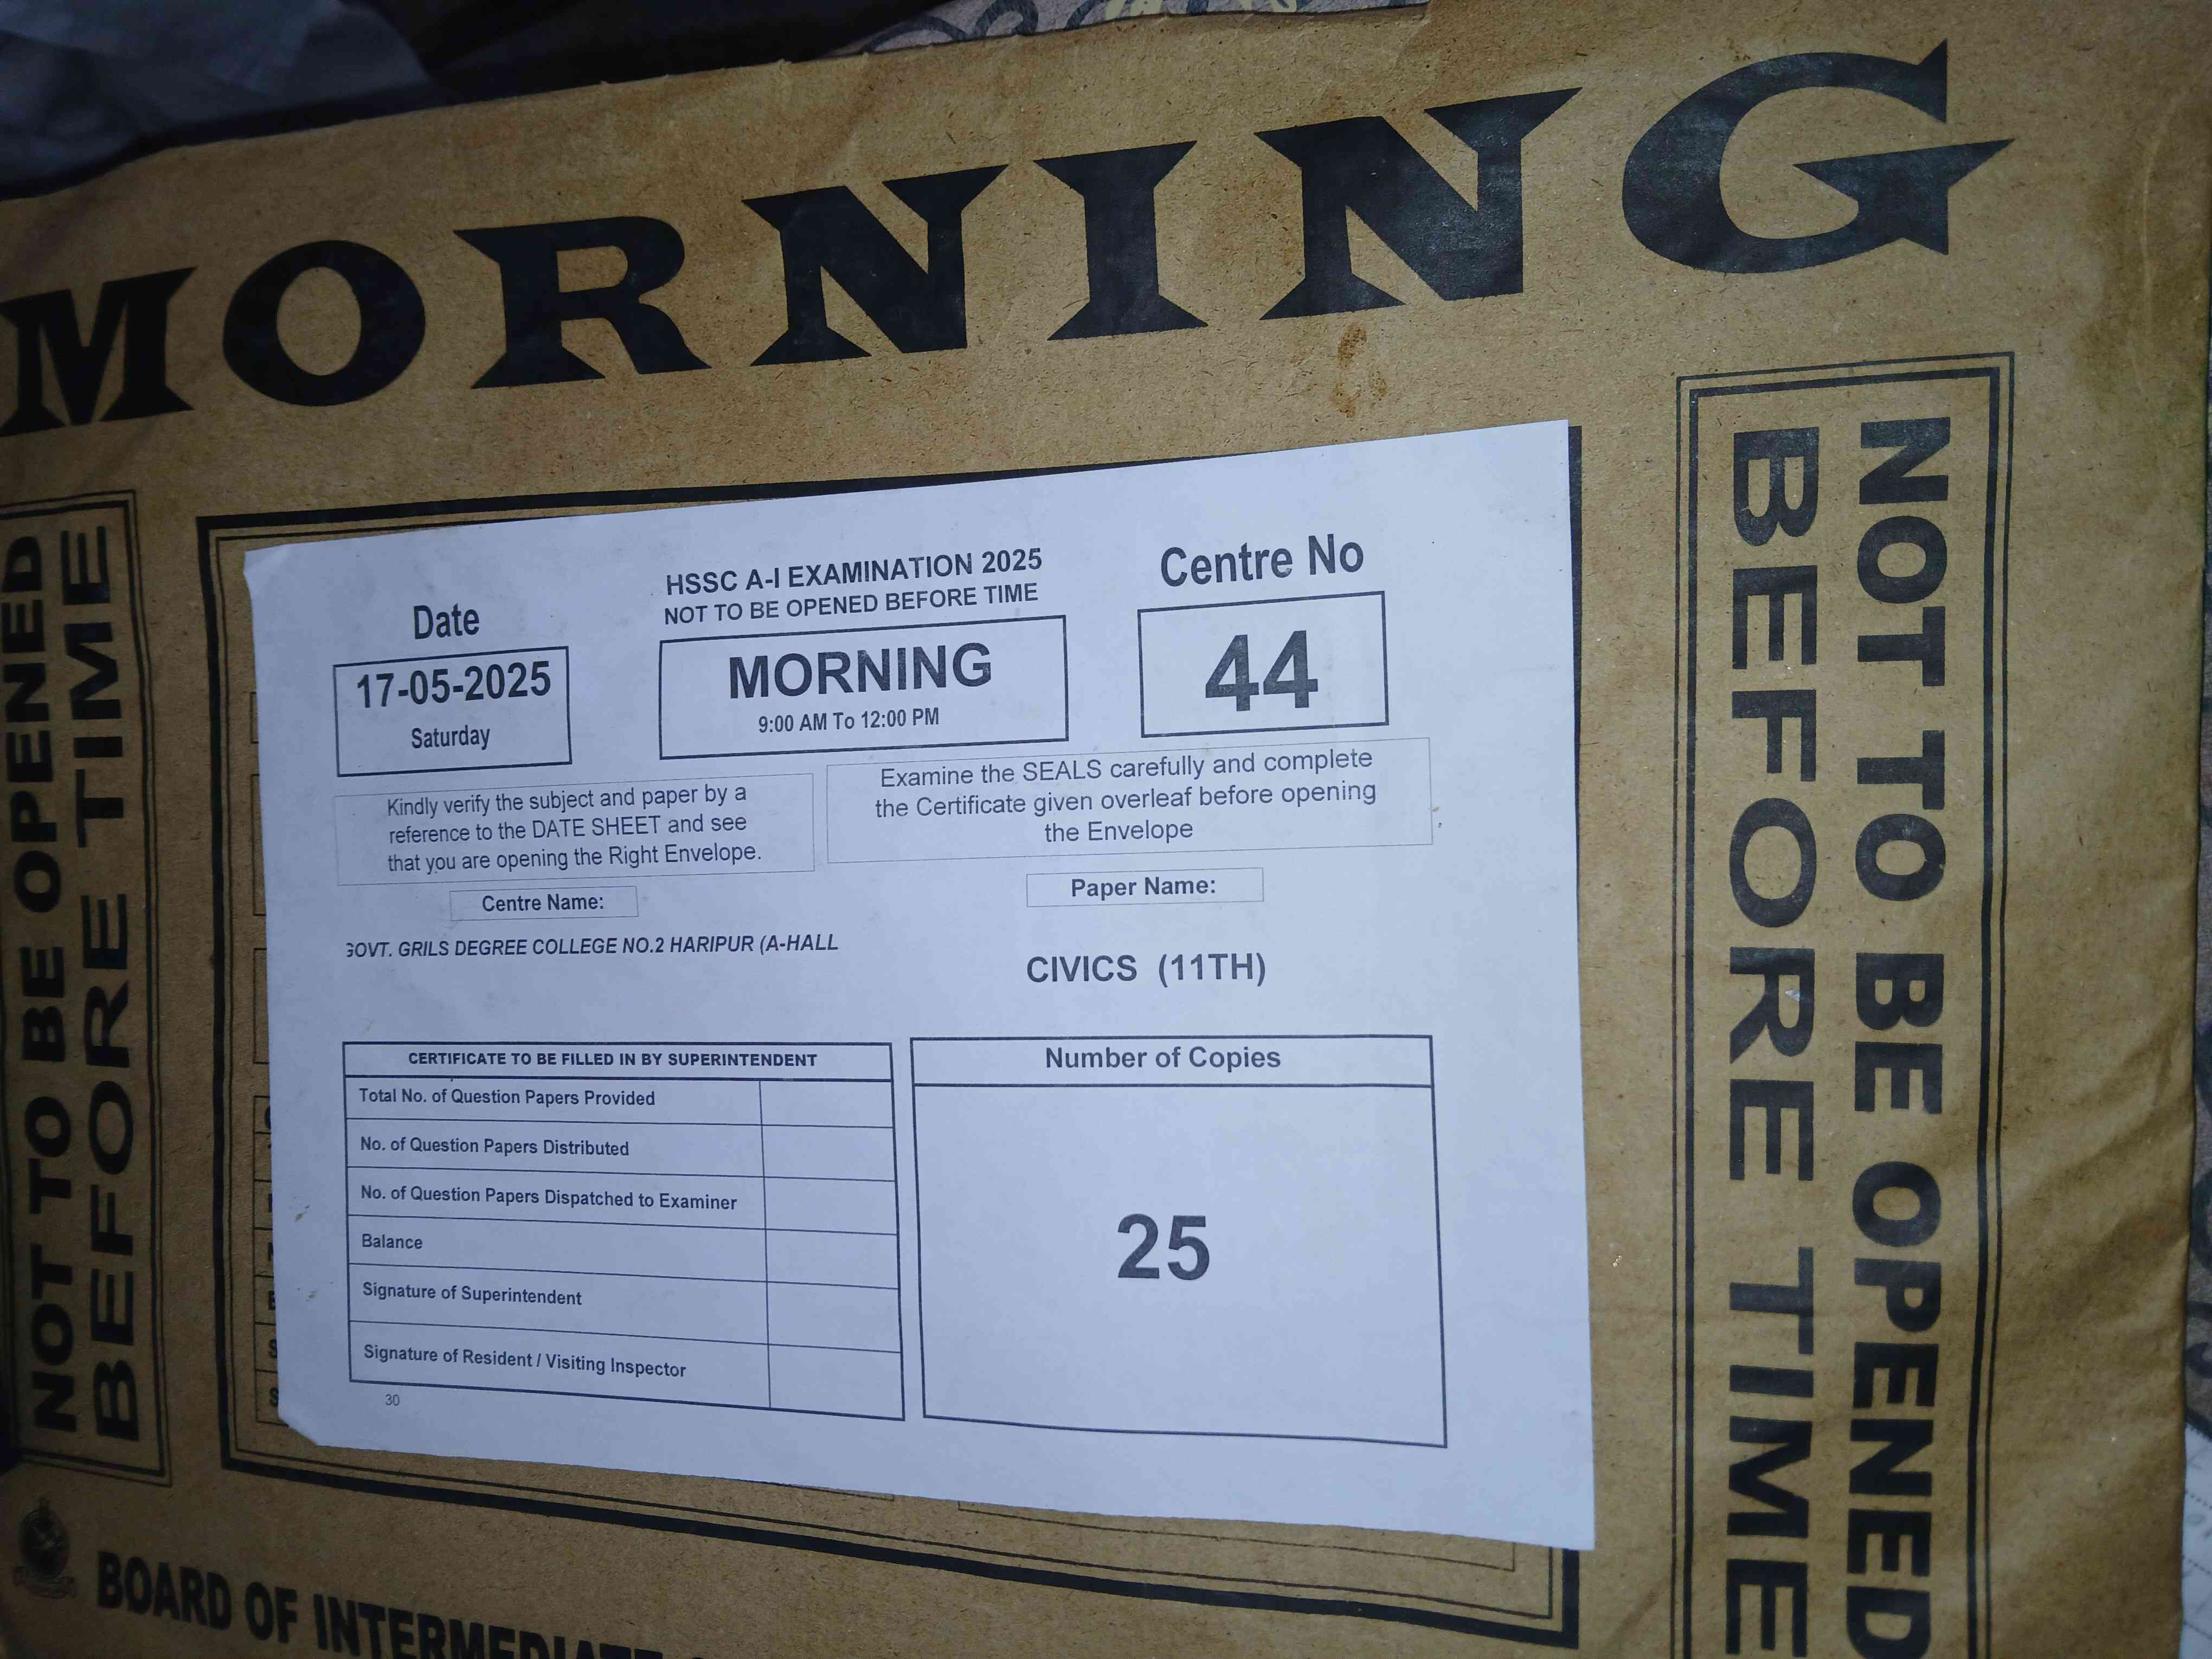 MORNING
NOT TO BE OPENED
BEFORE TIME
HSSC A-I EXAMINATION 2025
NOT TO BE OPENED BEFORE TIME
Date
17-05-2025
Saturday
MORNING
9:00 AM To 12:00 PM
Centre No
44
Kindly verify the subject and paper by a
reference to the DATE SHEET and see
that you are opening the Right Envelope.
Examine the SEALS carefully and complete
the Certificate given overleaf before opening
the Envelope
Centre Name:
GOVT. GRILS DEGREE COLLEGE NO.2 HARIPUR (A-HALL
Paper Name:
CIVICS (11TH)
CERTIFICATE TO BE FILLED IN BY SUPERINTENDENT
Total No. of Question Papers Provided
No. of Question Papers Distributed
No. of Question Papers Dispatched to Examiner
Balance
Signature of Superintendent
Signature of Resident / Visiting Inspector
30
Number of Copies
25
NOT TO BE OPENED
BEFORE TIME
BOARD OF INTERMEDIATE